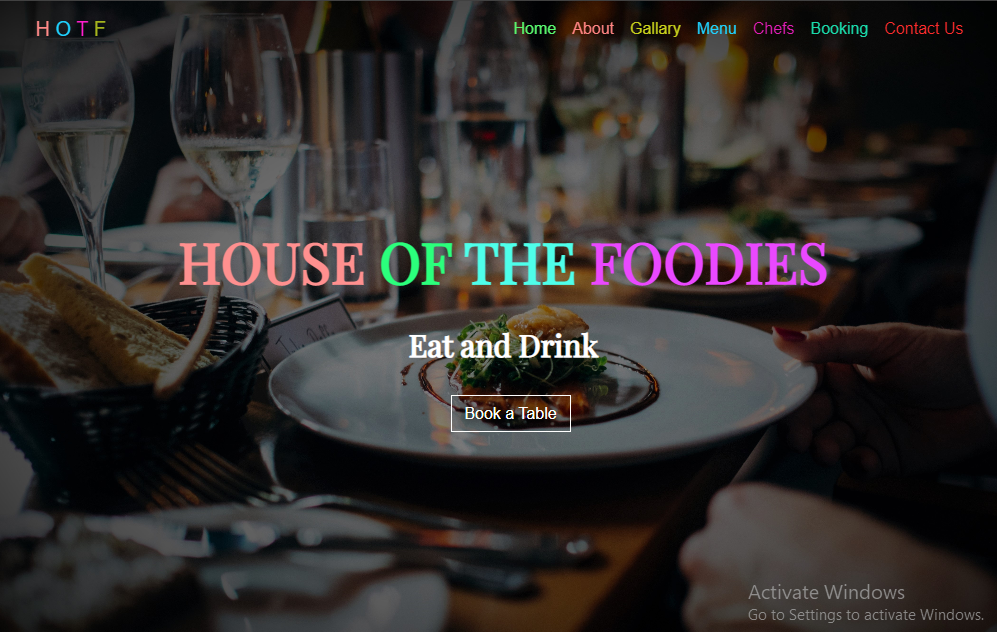 H O T F
Home About Gallary Menu Chefs Booking Contact Us
HOUSE OF THE FOODIES
Eat and Drink
Book a Table
Activate Windows
Go to Settings to activate Windows.